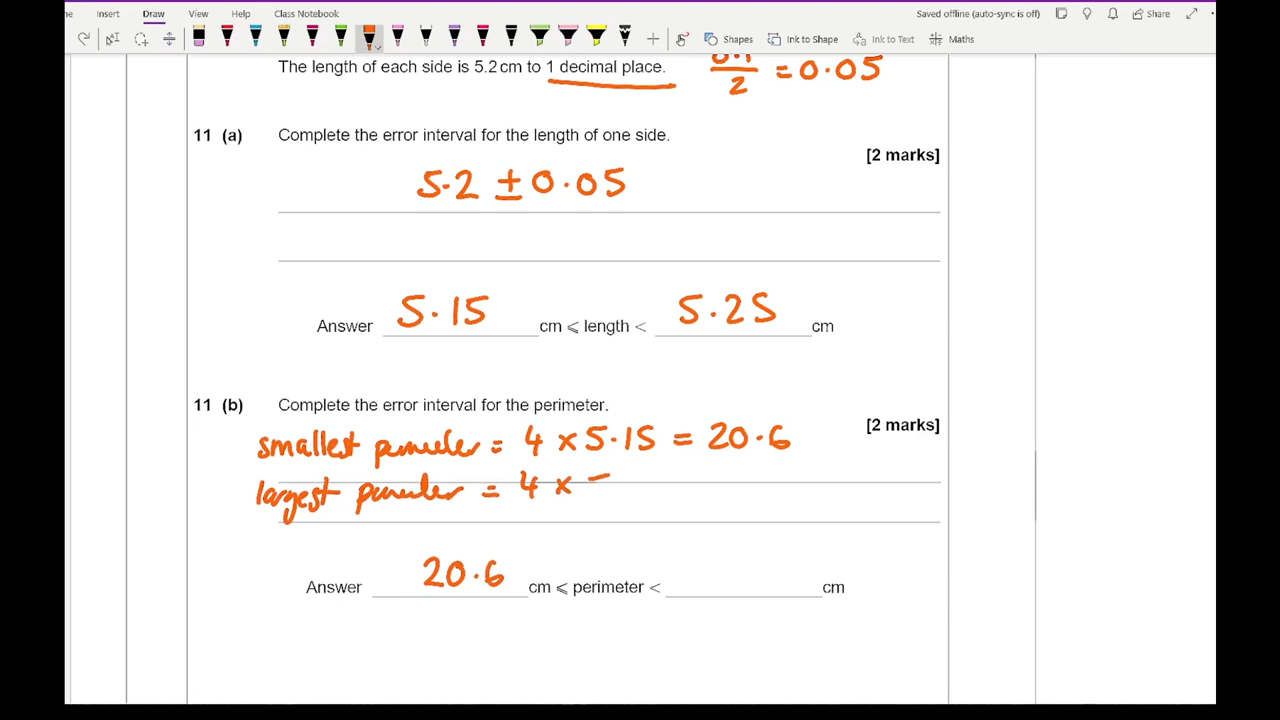 Insert Draw View Help Class Notebook Saved offline (auto-sync is off) Share
Shapes Ink to Shape Ink to Text Maths
The length of each side is 5.2 cm to 1 decimal place. 0.1/2 = 0.05
11 (a) Complete the error interval for the length of one side.
[2 marks]
5.2 ± 0.05
Answer 5.15 cm ⩽ length < 5.25 cm
11 (b) Complete the error interval for the perimeter.
[2 marks]
smallest perimeter = 4 x 5.15 = 20.6
largest perimeter = 4 x
Answer 20.6 cm ⩽ perimeter < cm